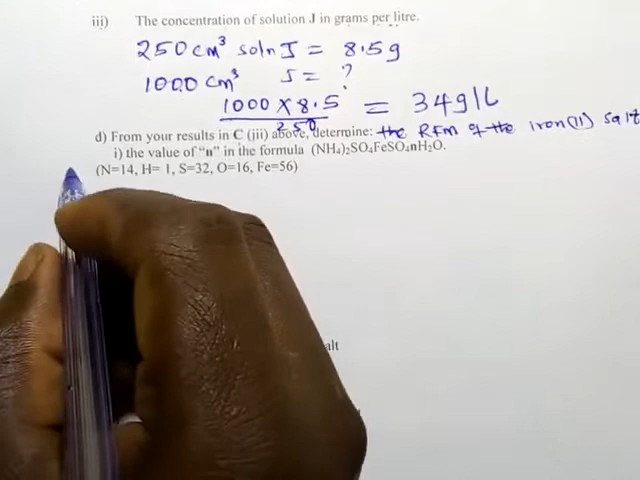 iii) The concentration of solution J in grams per litre.
250 cm³ soln J = 8.5g
1000 cm³ J = ?
1000 x 8.5 = 34g/L
250
d) From your results in C (iii) above, determine: the RFM of the iron(II) salt
i) the value of "n" in the formula (NH₄)₂SO₄FeSO₄nH₂O.
(N=14, H= 1, S=32, O=16, Fe=56)
alt